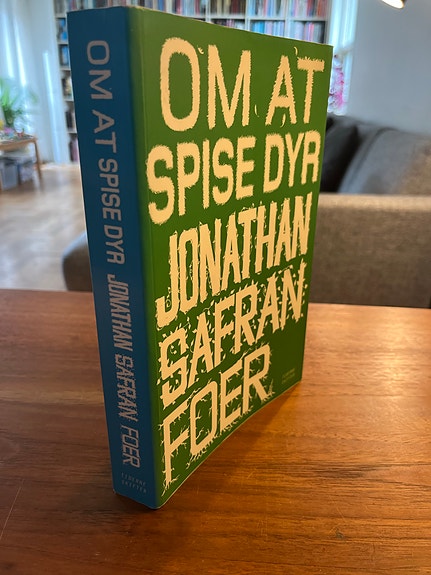 OM AT
SPISE DYR
JONATHAN
SAFRAN
FOER
OM AT SPISE DYR JONATHAN SAFRAN FOER